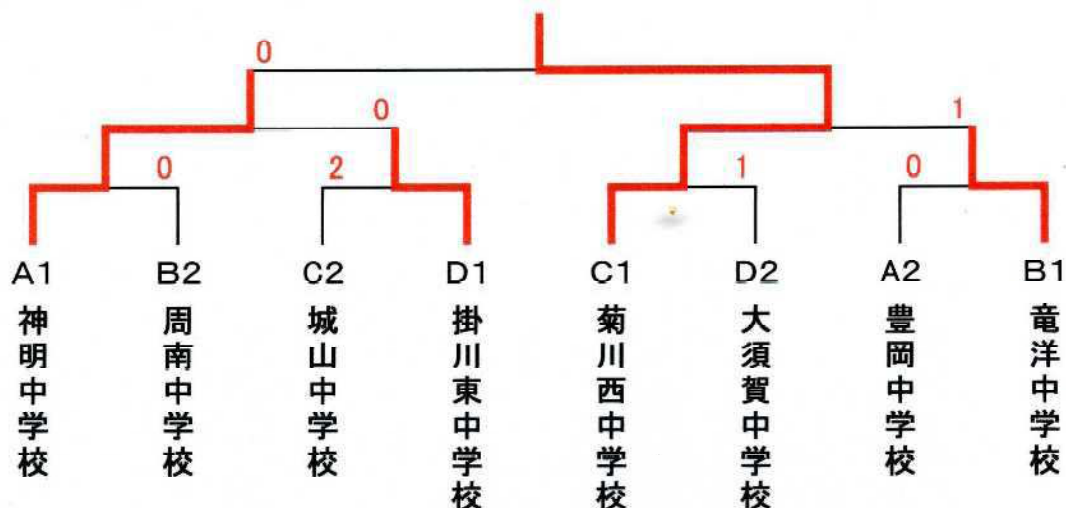 0
0
1
0
2
1
0
A1
B2
C2
D1
C1
D2
A2
B1
神明中学校
周南中学校
城山中学校
掛川東中学校
菊川西中学校
大須賀中学校
豊岡中学校
竜洋中学校